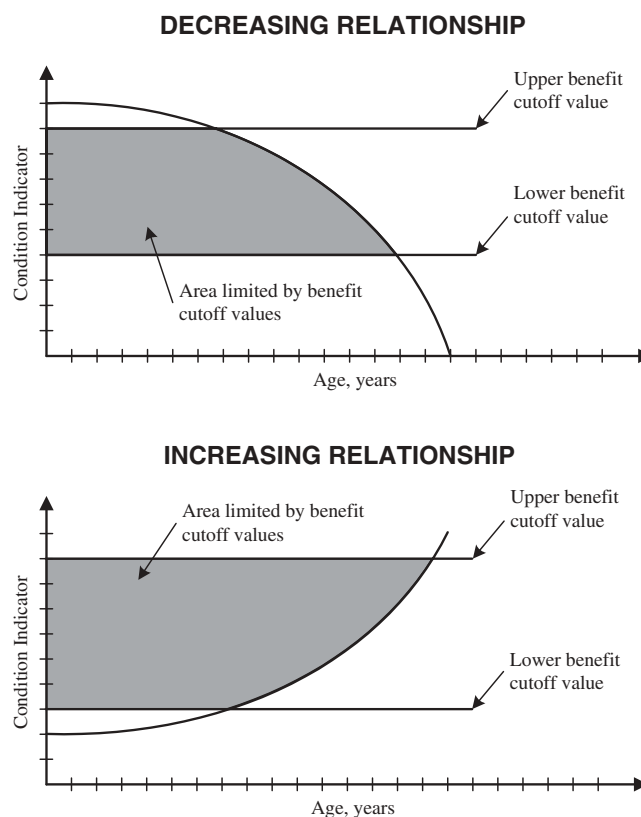 DECREASING RELATIONSHIP
Upper benefit
cutoff value
Condition Indicator
Lower benefit
cutoff value
Area limited by benefit
cutoff values
Age, years
INCREASING RELATIONSHIP
Area limited by benefit
cutoff values
Upper benefit
cutoff value
Condition Indicator
Lower benefit
cutoff value
Age, years